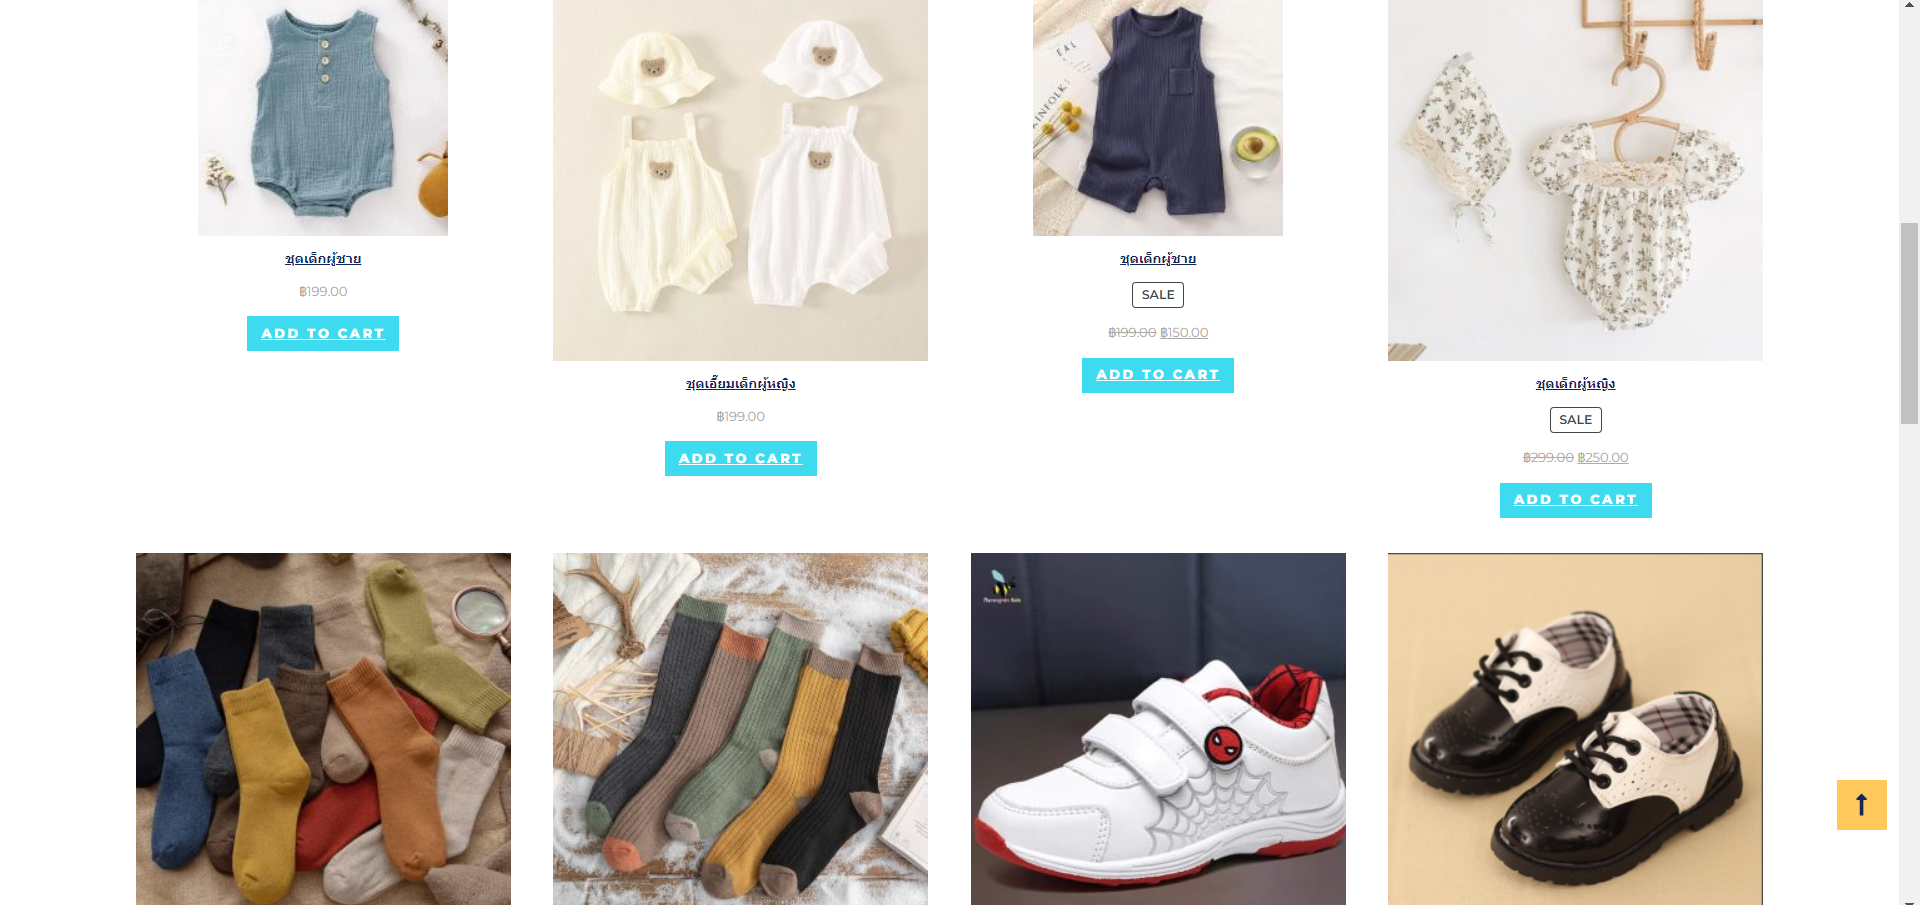 EAL
KINFOLK
ชุดเด็กผู้ชาย
฿199.00
ADD TO CART
ชุดเอี๊ยมเด็กผู้หญิง
฿199.00
ADD TO CART
ชุดเด็กผู้ชาย
SALE
฿199.00 ฿150.00
ADD TO CART
ชุดเด็กผู้หญิง
SALE
฿299.00 ฿250.00
ADD TO CART